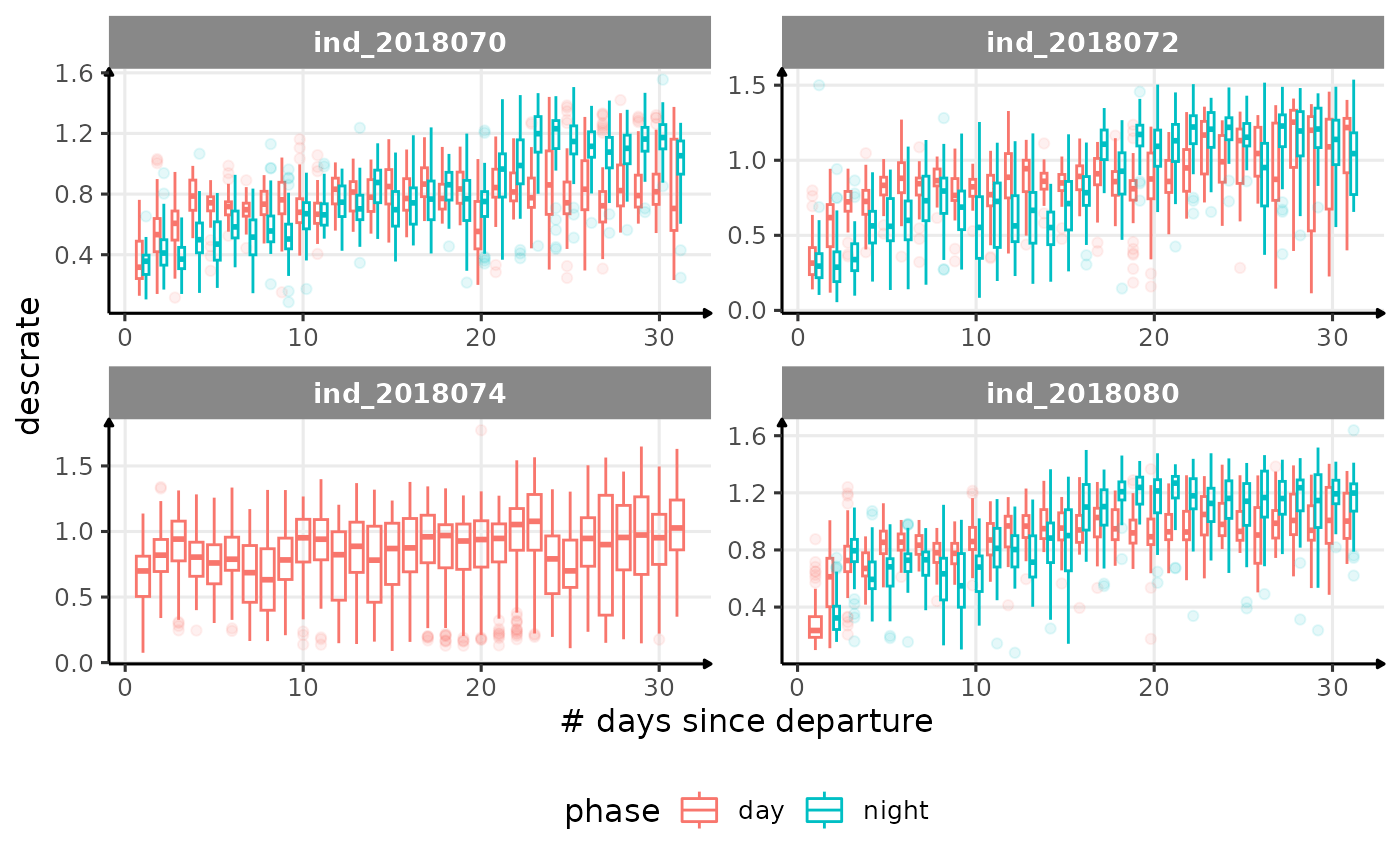 ind_2018070 ind_2018072
1.6
1.2
0.8
0.4
0 10 20 30
1.5
1.0
0.5
0.0
0 10 20 30
descrate
ind_2018074 ind_2018080
1.5
1.0
0.5
0.0
0 10 20 30
1.6
1.2
0.8
0.4
0 10 20 30
# days since departure
phase day night